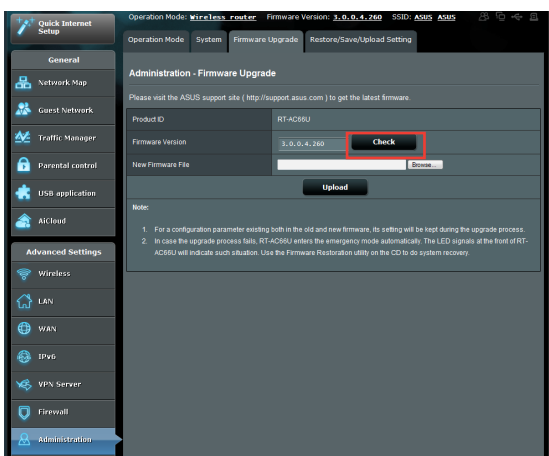 Quick Internet
Setup
Operation Mode: Wireless router Firmware Version: 3.0.0.4.260 SSID: ASUS ASUS
Operation Mode System Firmware Upgrade Restore/Save/Upload Setting
General
Network Map
Guest Network
Traffic Manager
Parental control
USB application
AiCloud
Advanced Settings
Wireless
LAN
WAN
IPv6
VPN Server
Firewall
Administration
Administration - Firmware Upgrade
Please visit the ASUS support site ( http://support.asus.com ) to get the latest firmware
Product ID RT-AC66U
Firmware Version 3.0.0.4.260 Check
New Firmware File Browse...
Upload
Note:
1. For a configuration parameter existing both in the old and new firmware, its setting will be kept during the upgrade process.
2. In case the upgrade process fails, RT-AC66U enters the emergency mode automatically. The LED signals at the front of RT-
AC66U will indicate such situation. Use the Firmware Restoration utility on the CD to do system recovery.